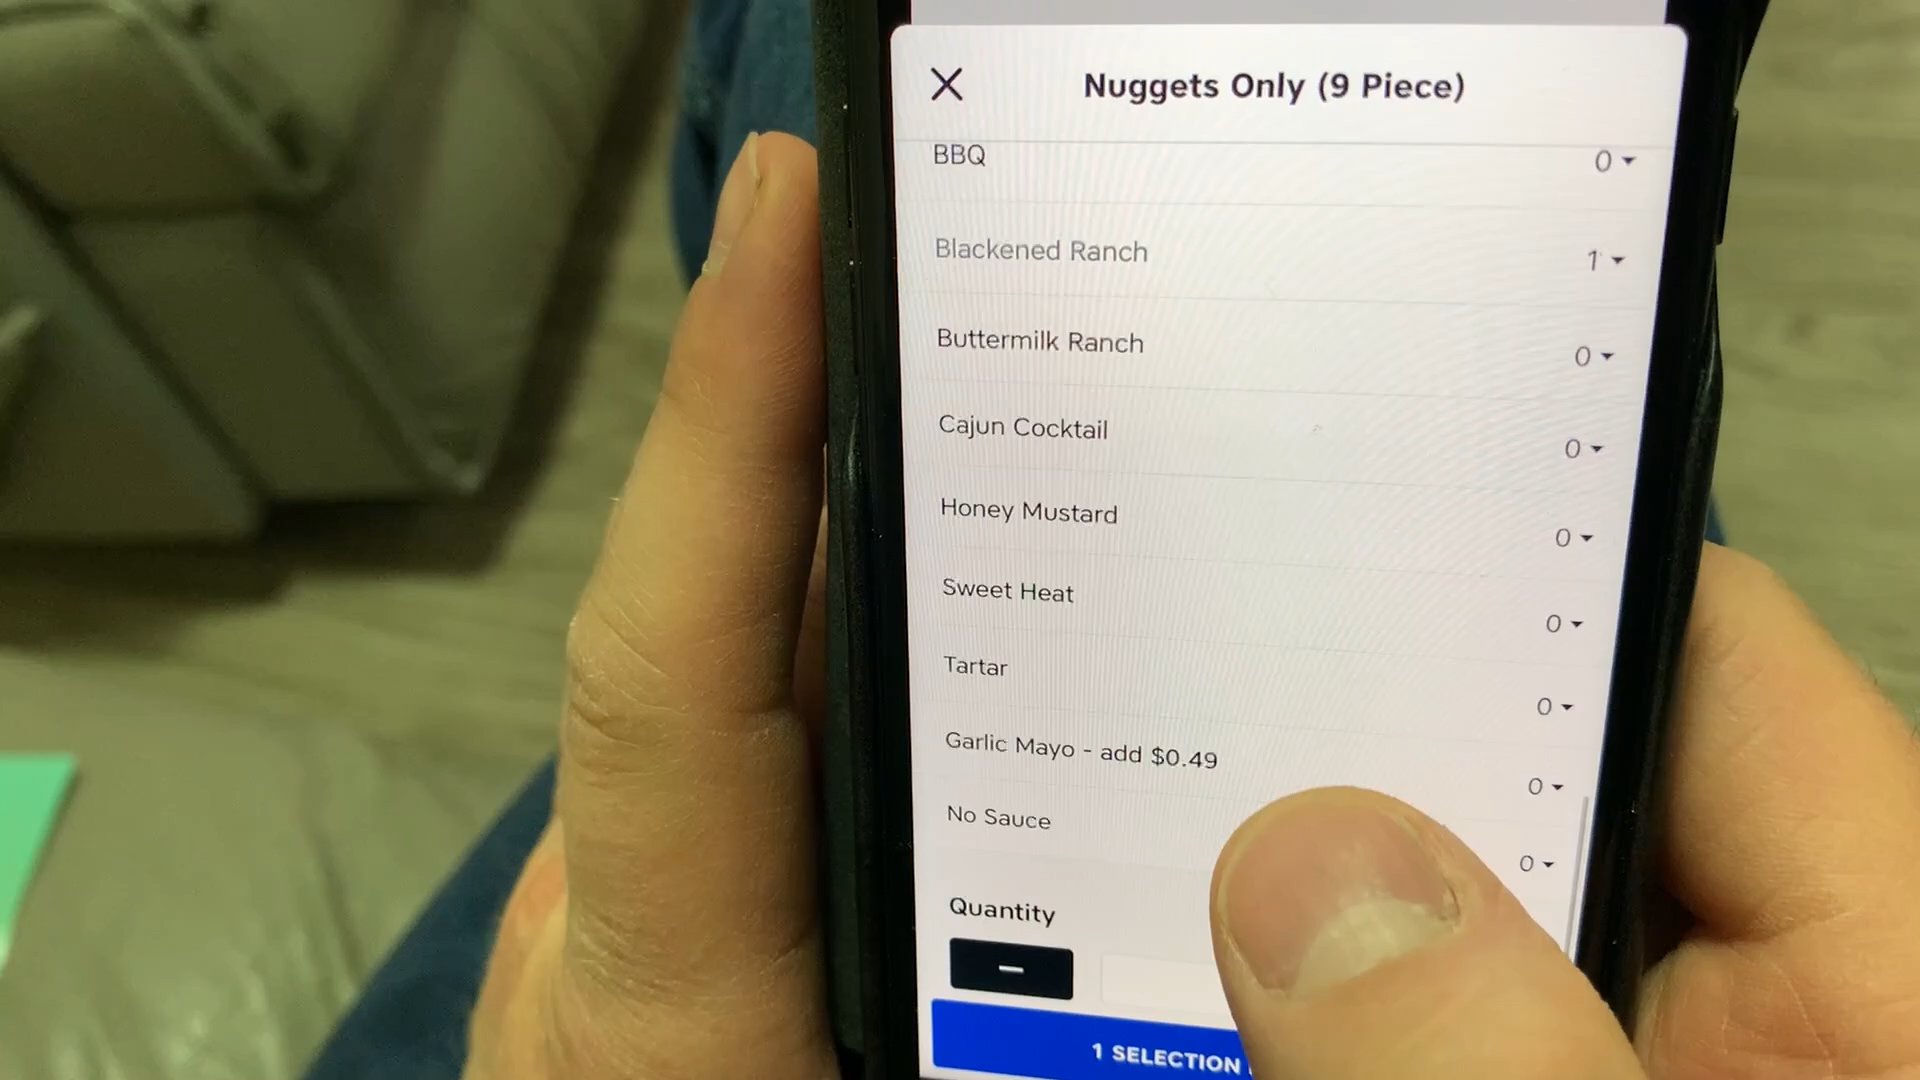 Nuggets Only (9 Piece)
BBQ 0
Blackened Ranch 1
Buttermilk Ranch 0
Cajun Cocktail 0
Honey Mustard 0
Sweet Heat 0
Tartar 0
Garlic Mayo - add $0.49 0
No Sauce 0
Quantity
1 SELECTION